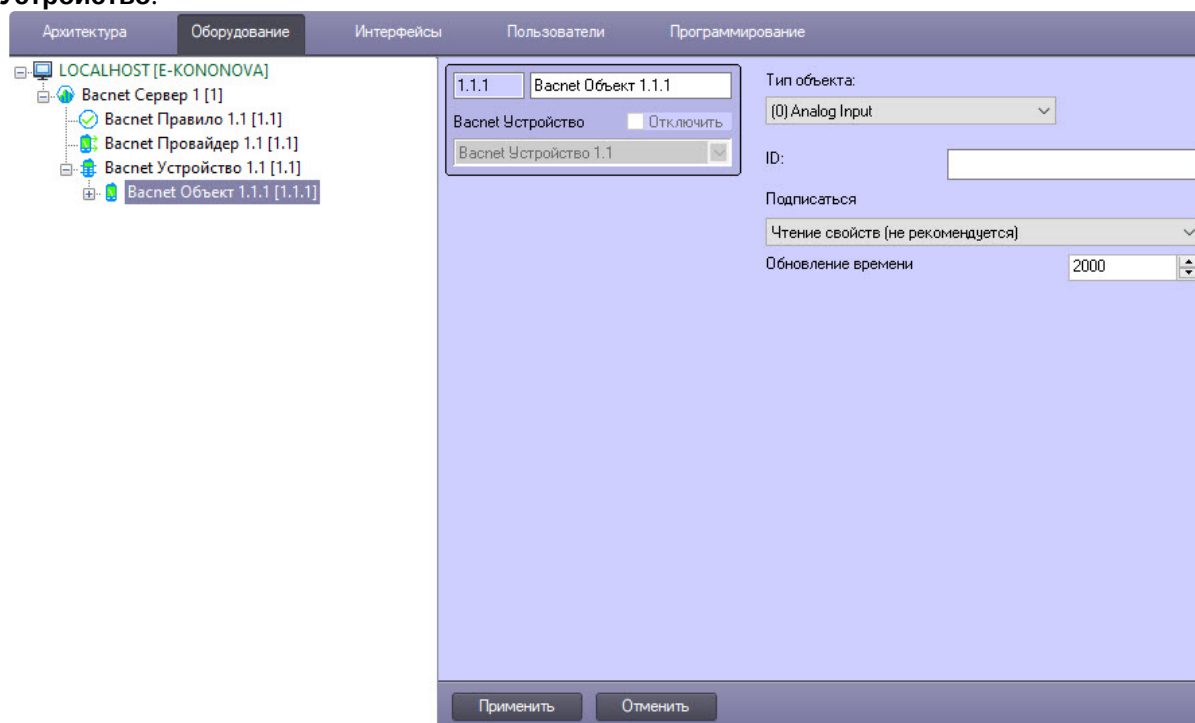 Устройство.
Архитектура Оборудование Интерфейсы Пользователи Программирование
LOCALHOST [E-KONONOVA]
Bacnet Сервер 1 [1]
Bacnet Правило 1.1 [1.1]
Bacnet Провайдер 1.1 [1.1]
Bacnet Устройство 1.1 [1.1]
Bacnet Объект 1.1.1 [1.1.1]
1.1.1 Bacnet Объект 1.1.1
Bacnet Устройство Отключить
Bacnet Устройство 1.1
Тип объекта:
(0) Analog Input
ID:
Подписаться
Чтение свойств (не рекомендуется)
Обновление времени 2000
Применить Отменить